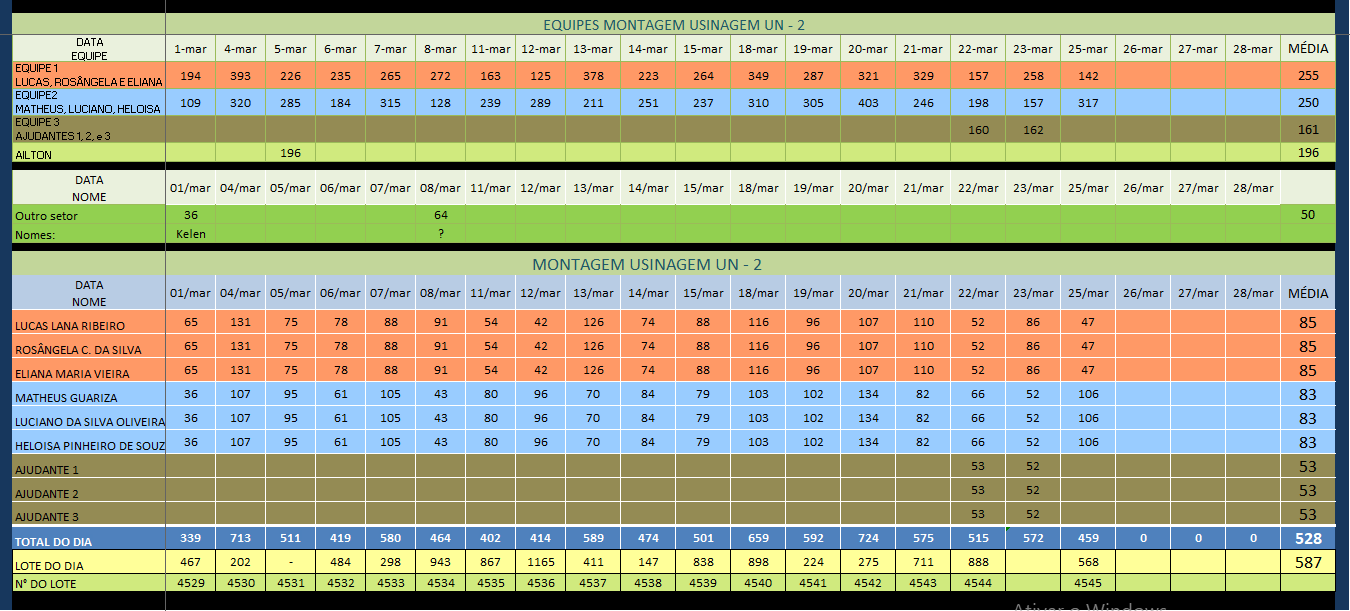 EQUIPES MONTAGEM USINAGEM UN - 2
DATA
EQUIPE 1-mar 4-mar 5-mar 6-mar 7-mar 8-mar 11-mar 12-mar 13-mar 14-mar 15-mar 18-mar 19-mar 20-mar 21-mar 22-mar 23-mar 25-mar 26-mar 27-mar 28-mar MÉDIA
EQUIPE 1
LUCAS, ROSÂNGELA E ELIANA 194 393 226 235 265 272 163 125 378 223 264 349 287 321 329 157 258 142 255
EQUIPE2
MATHEUS, LUCIANO, HELOISA 109 320 285 184 315 128 239 289 211 251 237 310 305 403 246 198 157 317 250
EQUIPE 3
AJUDANTES 1, 2, e 3 160 162 161
AILTON 196 196
DATA
NOME 01/mar 04/mar 05/mar 06/mar 07/mar 08/mar 11/mar 12/mar 13/mar 14/mar 15/mar 18/mar 19/mar 20/mar 21/mar 22/mar 23/mar 25/mar 26/mar 27/mar 28/mar
Outro setor 36 64 50
Nomes: Kelen ?
MONTAGEM USINAGEM UN - 2
DATA
NOME 01/mar 04/mar 05/mar 06/mar 07/mar 08/mar 11/mar 12/mar 13/mar 14/mar 15/mar 18/mar 19/mar 20/mar 21/mar 22/mar 23/mar 25/mar 26/mar 27/mar 28/mar MÉDIA
LUCAS LANA RIBEIRO 65 131 75 78 88 91 54 42 126 74 88 116 96 107 110 52 86 47 85
ROSÂNGELA C. DA SILVA 65 131 75 78 88 91 54 42 126 74 88 116 96 107 110 52 86 47 85
ELIANA MARIA VIEIRA 65 131 75 78 88 91 54 42 126 74 88 116 96 107 110 52 86 47 85
MATHEUS GUARIZA 36 107 95 61 105 43 80 96 70 84 79 103 102 134 82 66 52 106 83
LUCIANO DA SILVA OLIVEIRA 36 107 95 61 105 43 80 96 70 84 79 103 102 134 82 66 52 106 83
HELOISA PINHEIRO DE SOUZ 36 107 95 61 105 43 80 96 70 84 79 103 102 134 82 66 52 106 83
AJUDANTE 1 53 52 53
AJUDANTE 2 53 52 53
AJUDANTE 3 53 52 53
TOTAL DO DIA 339 713 511 419 580 464 402 414 589 474 501 659 592 724 575 515 572 459 0 0 0 528
LOTE DO DIA 467 202 - 484 298 943 867 1165 411 147 838 898 224 275 711 888 568 587
N° DO LOTE 4529 4530 4531 4532 4533 4534 4535 4536 4537 4538 4539 4540 4541 4542 4543 4544 4545
Ativar o Windows